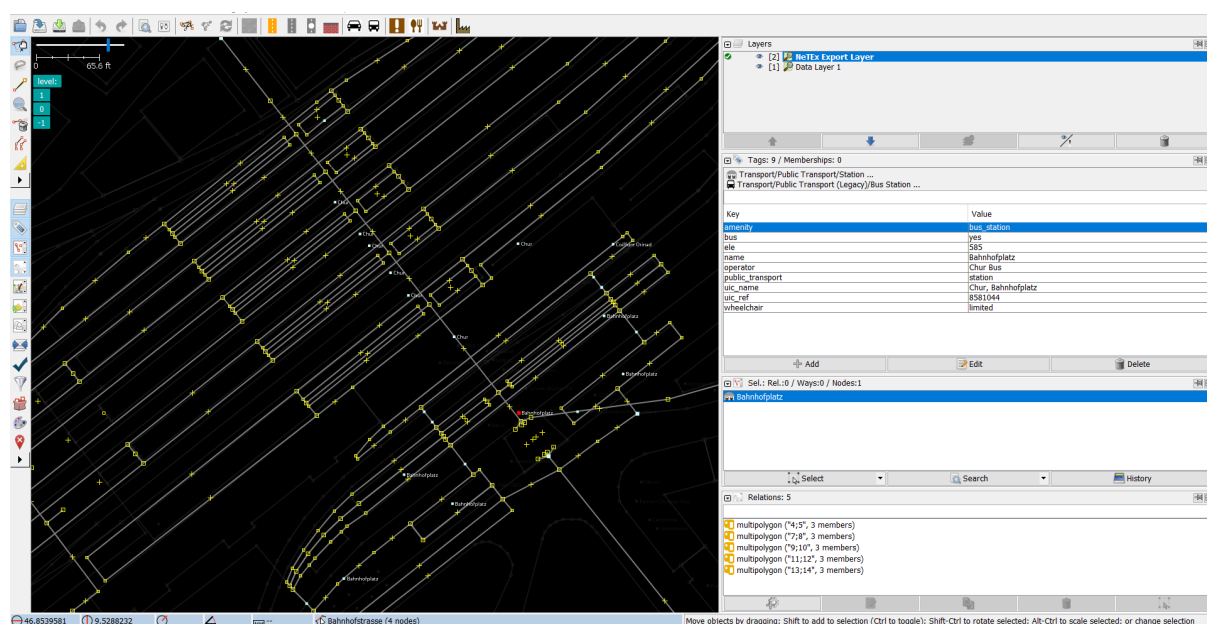 0
65.6 ft
level:
1
0
-1
Chur
Chur
Chur
Chur
Chur
Chur
Chur
Bahnhofplatz
Bahnhofplatz
Bahnhofplatz
Bahnhofplatz
Bahnhofplatz
Bahnhofplatz
Layers
[2] NeTEx Export Layer
[1] Data Layer 1
Tags: 9 / Memberships: 0
Transport/Public Transport/Station ...
Transport/Public Transport (Legacy)/Bus Station ...
Key Value
amenity bus_station
bus yes
ele 585
name Bahnhofplatz
operator Chur Bus
public_transport station
uic_name Chur, Bahnhofplatz
uic_ref 8581044
wheelchair limited
Add Edit Delete
Sel.: Rel.:0 / Ways:0 / Nodes:1
Bahnhofplatz
Select Search History
Relations: 5
multipolygon ("4;5", 3 members)
multipolygon ("7;8", 3 members)
multipolygon ("9;10", 3 members)
multipolygon ("11;12", 3 members)
multipolygon ("13;14", 3 members)
46.8539581 9.5288232 -- Bahnhofstrasse (4 nodes) Move objects by dragging; Shift to add to selection (Ctrl to toggle); Shift-Ctrl to rotate selected; Alt-Ctrl to scale selected; or change selection